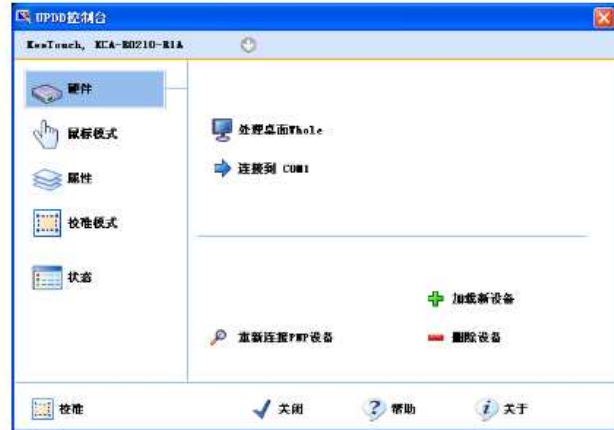 UPDD控制台
KeeTouch, KCA-R0210-R1A
硬件
鼠标模式
属性
校准模式
状态
处理桌面Whole
连接到 COM1
加载新设备
重新连接PNP设备
删除设备
校准
关闭
帮助
关于